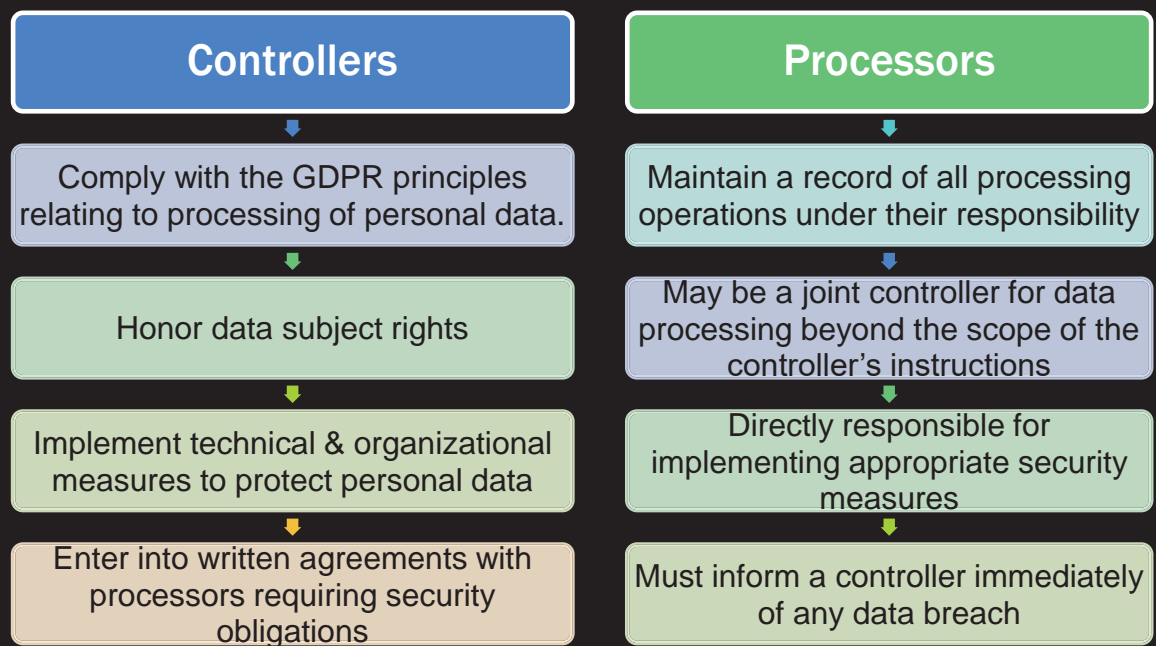 Controllers
Comply with the GDPR principles
relating to processing of personal data.
Honor data subject rights
Implement technical & organizational
measures to protect personal data
Enter into written agreements with
processors requiring security
obligations
Processors
Maintain a record of all processing
operations under their responsibility
May be a joint controller for data
processing beyond the scope of the
controller’s instructions
Directly responsible for
implementing appropriate security
measures
Must inform a controller immediately
of any data breach